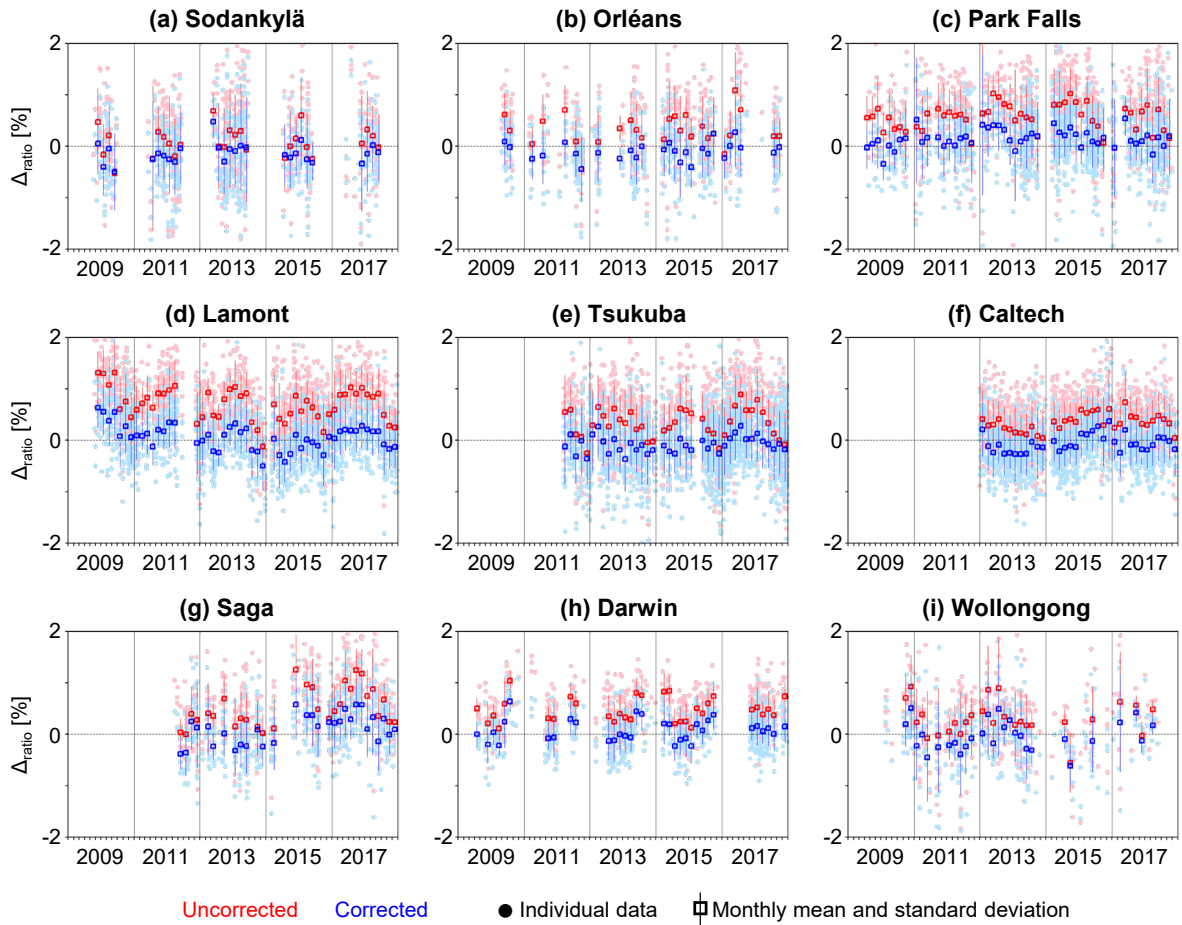 (a) Sodankylä
(b) Orléans
(c) Park Falls
Δratio [%]
2
0
-2
2009 2011 2013 2015 2017
2
0
-2
2009 2011 2013 2015 2017
2
0
-2
2009 2011 2013 2015 2017
(d) Lamont
(e) Tsukuba
(f) Caltech
Δratio [%]
2
0
-2
2009 2011 2013 2015 2017
2
0
-2
2009 2011 2013 2015 2017
2
0
-2
2009 2011 2013 2015 2017
(g) Saga
(h) Darwin
(i) Wollongong
Δratio [%]
2
0
-2
2009 2011 2013 2015 2017
2
0
-2
2009 2011 2013 2015 2017
2
0
-2
2009 2011 2013 2015 2017
Uncorrected Corrected Individual data Monthly mean and standard deviation